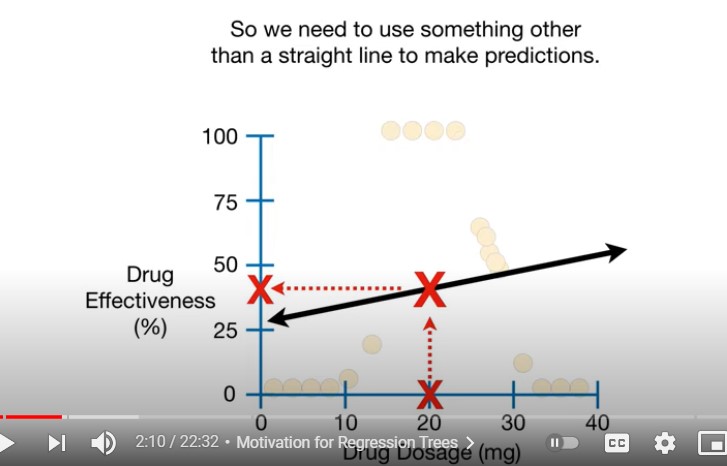 So we need to use something other
than a straight line to make predictions.
100
75
Drug
Effectiveness
(%)
50
25
0
0 10 20 30 40
2:10 / 22:32 • Motivation for Regression Trees >
CC
Drug Dosage (mg)